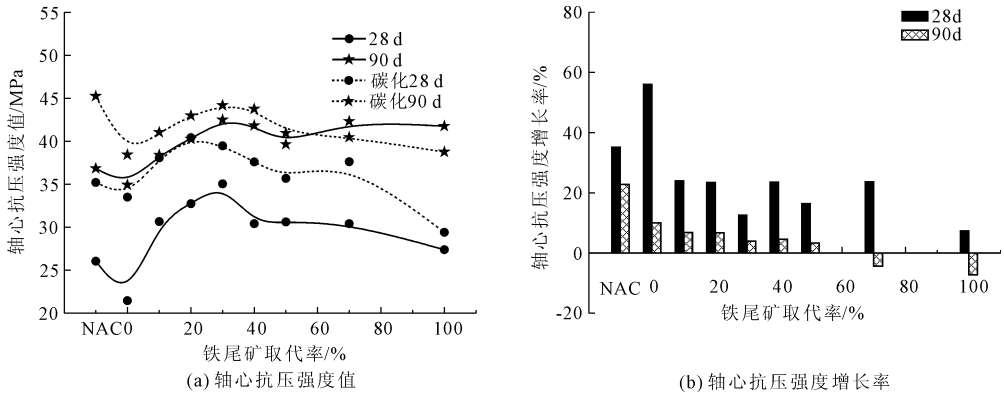 55
50
45
40
35
30
25
20
轴心抗压强度值/MPa
28 d
90 d
碳化28 d
碳化90 d
NAC 0 20 40 60 80 100
铁尾矿取代率/%
(a) 轴心抗压强度值
80
60
40
20
0
-20
轴心抗压强度增长率/%
28d
90d
NAC 0 20 40 60 80 100
铁尾矿取代率/%
(b) 轴心抗压强度增长率